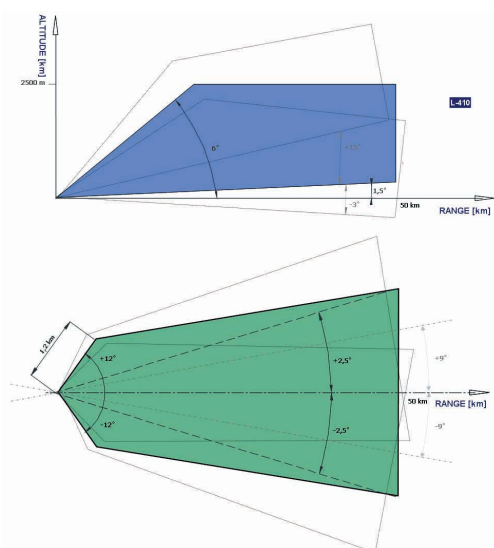 ALTITUDE [km]
2500 m
L-410
6°
+15°
1,5°
-3°
50 km
RANGE [km]
1,2 km
+12°
+2,5°
+9°
50 km
RANGE [km]
-12°
-2,5°
-9°